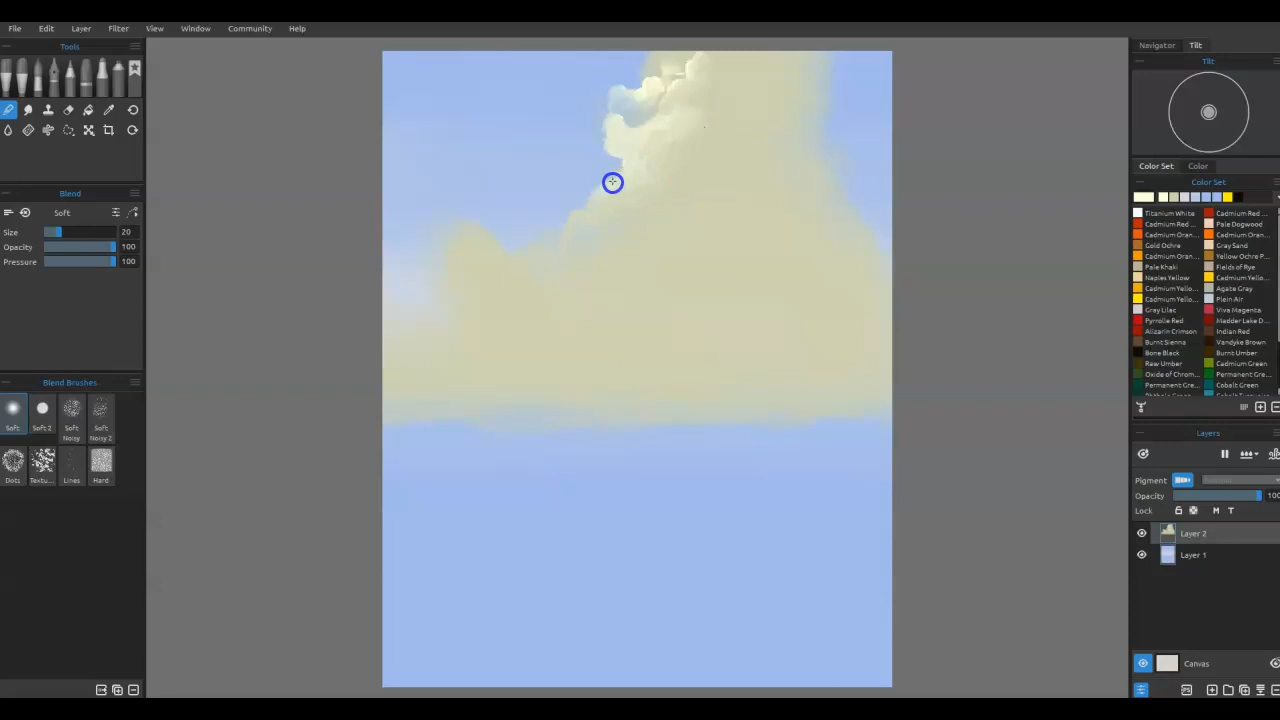 File Edit Layer Filter View Window Community Help
Tools
Navigator Tilt
Tilt
Color Set Color
Color Set
Blend
Soft
Size 20
Opacity 100
Pressure 100
Titanium White Cadmium Red ...
Cadmium Red ... Pale Dogwood
Cadmium Oran... Cadmium Oran...
Gold Ochre Gray Sand
Cadmium Oran... Yellow Ochre P...
Pale Khaki Fields of Rye
Naples Yellow Cadmium Yello...
Cadmium Yello... Agate Gray
Cadmium Yello... Plein Air
Gray Lilac Viva Magenta
Pyrrolle Red Madder Lake D...
Alizarin Crimson Indian Red
Burnt Sienna Vandyke Brown
Bone Black Burnt Umber
Raw Umber Cadmium Green
Oxide of Chrom... Permanent Gre...
Permanent Gre... Cobalt Green
Blend Brushes
Soft Soft 2 Soft Noisy Soft Noisy 2
Dots Textu... Lines Hard
Layers
Pigment
Opacity 100
Lock M T
Layer 2
Layer 1
Canvas